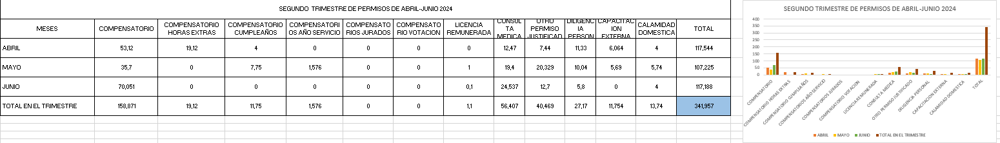 SEGUNDO TRIMESTRE DE PERMISOS DE ABRIL-JUNIO 2024
MESES COMPENSATORIO COMPENSATORIO HORAS EXTRAS COMPENSATORIO CUMPLEAÑOS COMPENSATORI OS AÑO SERVICIO COMPENSATO RIOS JURADOS COMPENSATO RIO VOTACION LICENCIA REMUNERADA CONSUL TA MEDICA OTRO PERMISO JUSTIFICAD DILIGENC IA PERSON CAPACITAC ION EXTERNA CALAMIDAD DOMESTICA TOTAL
ABRIL 53,12 19,12 4 0 0 0 0 12,47 7,44 11,33 6,064 4 117,544
MAYO 35,7 0 7,75 1,576 0 0 1 19,4 20,329 10,04 5,69 5,74 107,225
JUNIO 70,051 0 0 0 0 0 0,1 24,537 12,7 5,8 0 4 117,188
TOTAL EN EL TRIMESTRE 158,871 19,12 11,75 1,576 0 0 1,1 56,407 40,469 27,17 11,754 13,74 341,957
SEGUNDO TRIMESTRE DE PERMISOS DE ABRIL-JUNIO 2024
400
350
300
250
200
150
100
50
0
COMPENSATORIO
COMPENSATORIO HORAS EXTRAS
COMPENSATORIO CUMPLEAÑOS
COMPENSATORIOS AÑO SERVICIO
COMPENSATORIOS JURADOS
COMPENSATORIO VOTACION
LICENCIA REMUNERADA
CONSULTA MEDICA
OTRO PERMISO JUSTIFICADO
DILIGENCIA PERSONAL
CAPACITACION EXTERNA
CALAMIDAD DOMESTICA
TOTAL
ABRIL MAYO JUNIO TOTAL EN EL TRIMESTRE